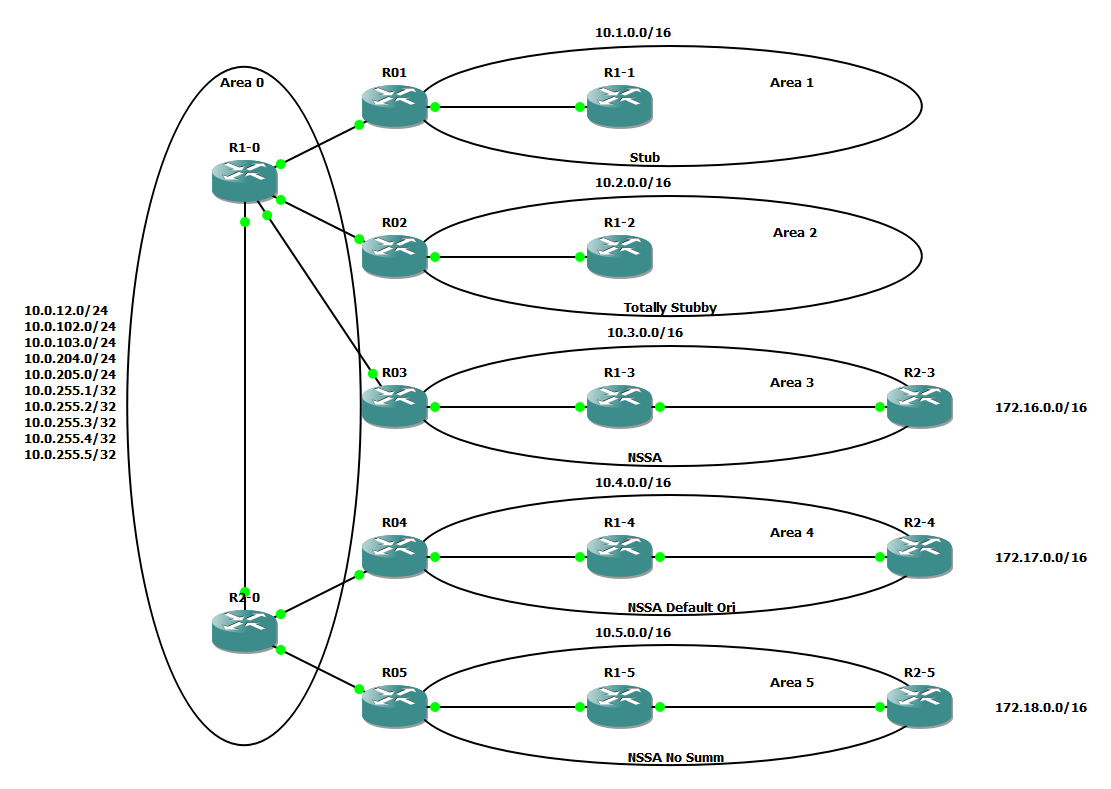 10.1.0.0/16
Area 0
R01
R1-1
Area 1
R1-0
Stub
10.2.0.0/16
R02
R1-2
Area 2
Totally Stubby
10.0.12.0/24
10.0.102.0/24
10.0.103.0/24
10.0.204.0/24
10.0.205.0/24
10.0.255.1/32
10.0.255.2/32
10.0.255.3/32
10.0.255.4/32
10.0.255.5/32
10.3.0.0/16
R03
R1-3
Area 3
R2-3
172.16.0.0/16
NSSA
10.4.0.0/16
R04
R1-4
Area 4
R2-4
172.17.0.0/16
R2-0
NSSA Default Ori
10.5.0.0/16
R05
R1-5
Area 5
R2-5
172.18.0.0/16
NSSA No Summ